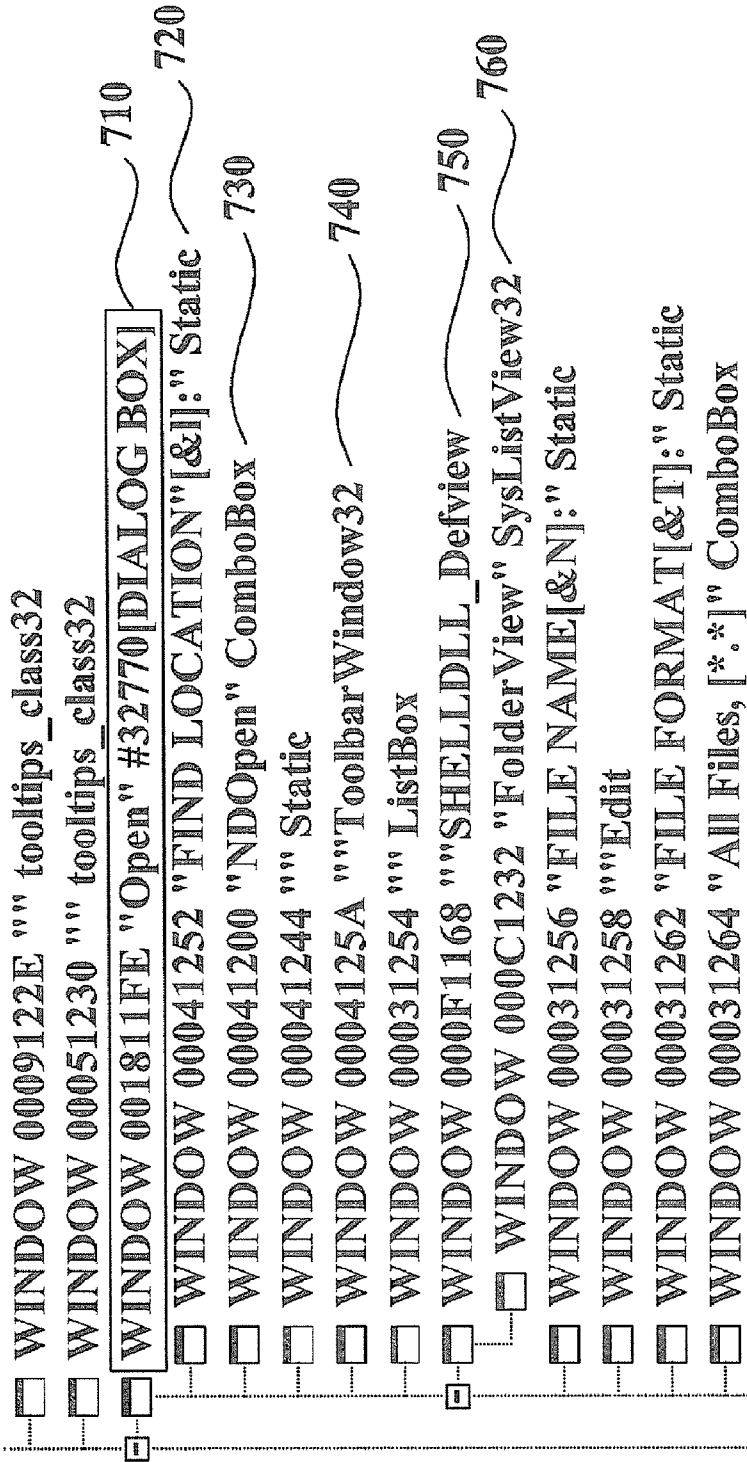 WINDOW 0009122E """ tooltips_class32
WINDOW 00051230 """ tooltips_class32
WINDOW 001811FE "Open" #32770[DIALOG BOX] 710
WINDOW 00041252 "FIND LOCATION"[&I]:" Static 720
WINDOW 00041200 "NDOpen" ComboBox 730
WINDOW 00041244 """ Static
WINDOW 0004125A ""ToolbarWindow32 740
WINDOW 00031254 """ ListBox
WINDOW 000F1168 ""SHELLDLL_Defview 750
WINDOW 000C1232 "FolderView" SysListView32 760
WINDOW 00031256 "FILE NAME[&N]:" Static
WINDOW 00031258 ""Edit
WINDOW 00031262 "FILE FORMAT[&T]:" Static
WINDOW 00031264 "All Files, [*.*]" ComboBox